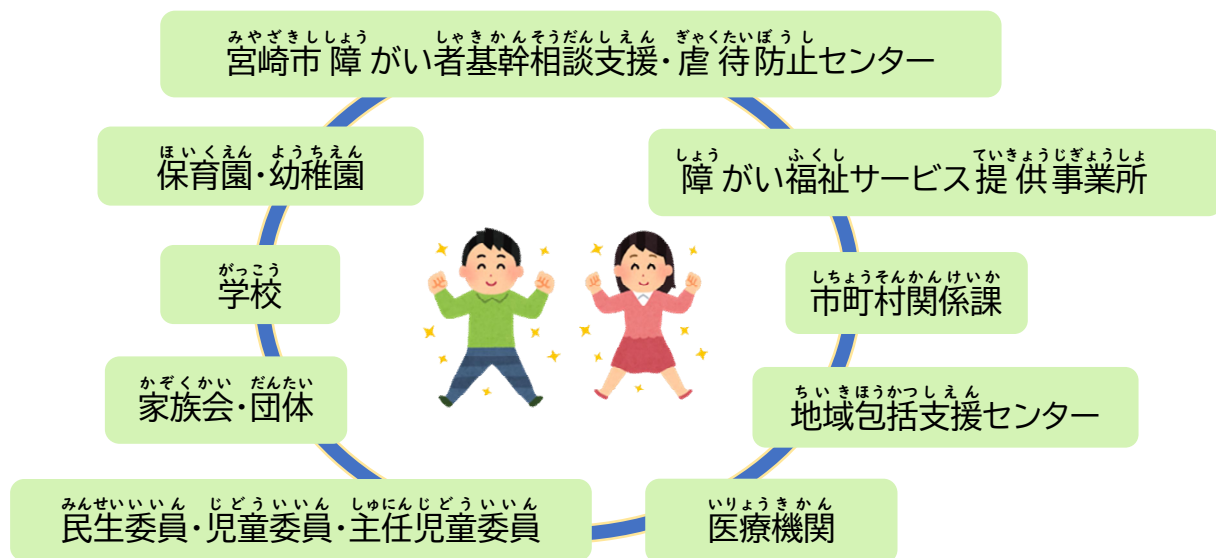 みやざきししょう しゃきかんそうだんしえん ぎゃくたいぼうし
宮崎市障がい者基幹相談支援・虐待防止センター
ほいくえん ようちえん
保育園・幼稚園
しょう ふくし ていきょうじぎょうしょ
障がい福祉サービス提供事業所
がっこう
学校
しちょうそんかんけいか
市町村関係課
かぞくかい だんたい
家族会・団体
ちいきほうかつしえん
地域包括支援センター
みんせいいいん じどういいん しゅにんじどういいん
民生委員・児童委員・主任児童委員
いりょうきかん
医療機関